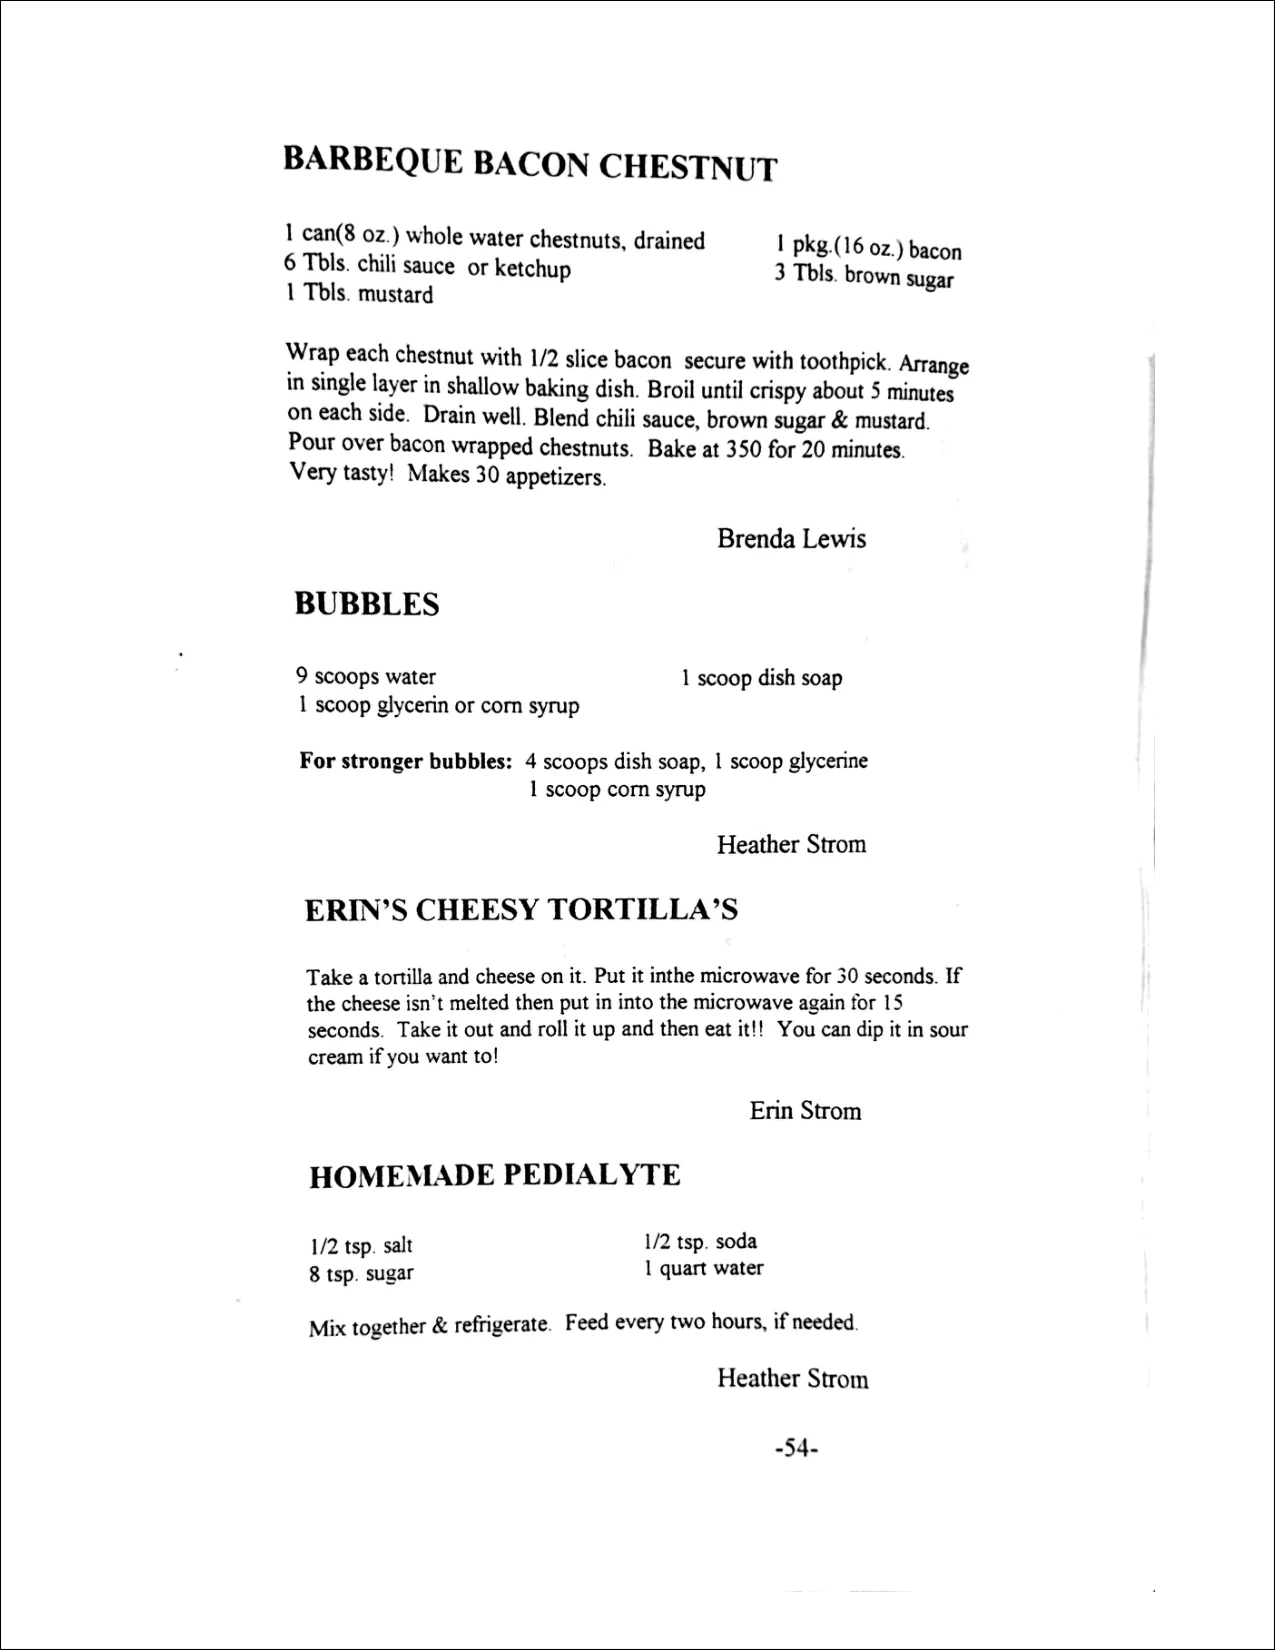 BARBEQUE BACON CHESTNUT
1 can(8 oz.) whole water chestnuts, drained 1 pkg.(16 oz.) bacon
6 Tbls. chili sauce or ketchup 3 Tbls. brown sugar
1 Tbls. mustard
Wrap each chestnut with 1/2 slice bacon secure with toothpick. Arrange
in single layer in shallow baking dish. Broil until crispy about 5 minutes
on each side. Drain well. Blend chili sauce, brown sugar & mustard.
Pour over bacon wrapped chestnuts. Bake at 350 for 20 minutes.
Very tasty! Makes 30 appetizers.
Brenda Lewis
BUBBLES
9 scoops water 1 scoop dish soap
1 scoop glycerin or corn syrup
For stronger bubbles: 4 scoops dish soap, 1 scoop glycerine
1 scoop corn syrup
Heather Strom
ERIN'S CHEESY TORTILLA'S
Take a tortilla and cheese on it. Put it inthe microwave for 30 seconds. If
the cheese isn't melted then put in into the microwave again for 15
seconds. Take it out and roll it up and then eat it!! You can dip it in sour
cream if you want to!
Erin Strom
HOMEMADE PEDIALYTE
1/2 tsp. salt 1/2 tsp. soda
8 tsp. sugar 1 quart water
Mix together & refrigerate. Feed every two hours, if needed.
Heather Strom
-54-